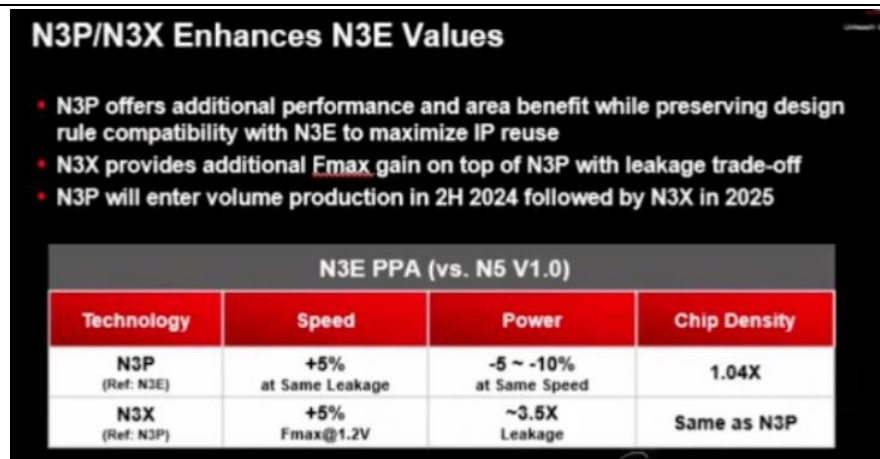 N3P/N3X Enhances N3E Values
• N3P offers additional performance and area benefit while preserving design
rule compatibility with N3E to maximize IP reuse
• N3X provides additional Fmax gain on top of N3P with leakage trade-off
• N3P will enter volume production in 2H 2024 followed by N3X in 2025
N3E PPA (vs. N5 V1.0)
Technology Speed Power Chip Density
N3P +5% -5 ~ -10% 1.04X
(Ref: N3E) at Same Leakage at Same Speed
N3X +5% ~3.5X Same as N3P
(Ref: N3P) Fmax@1.2V Leakage